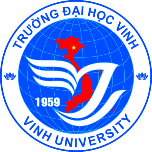 TRƯỜNG ĐẠI HỌC VINH
1959
VINH UNIVERSITY